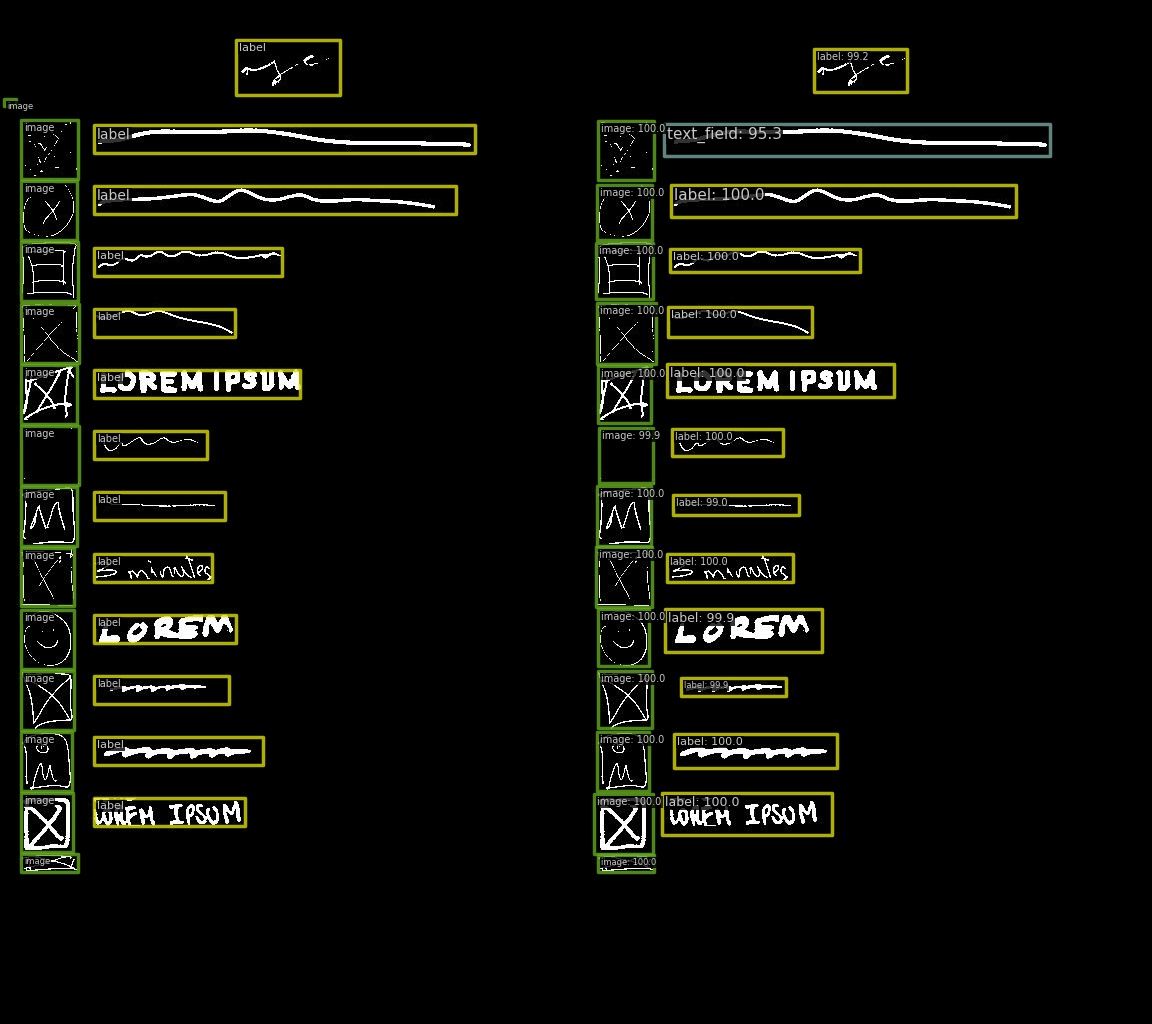 label label: 99.2
image
image label image: 100.0 text_field: 95.3
image label image: 100.0 label: 100.0
image label image: 100.0 label: 100.0
image label image: 100.0 label: 100.0
image label LOREM IPSUM image: 100.0 label: 100.0 LOREM IPSUM
image label image: 99.9 label: 100.0
image label image: 100.0 label: 99.0
image label 5 minutes image: 100.0 label: 100.0 5 minutes
image label LOREM image: 100.0 label: 99.9 LOREM
image label image: 100.0 label: 99.9
image label image: 100.0 label: 100.0
image label LOREM IPSUM image: 100.0 label: 100.0 LOREM IPSUM
image image: 100.0